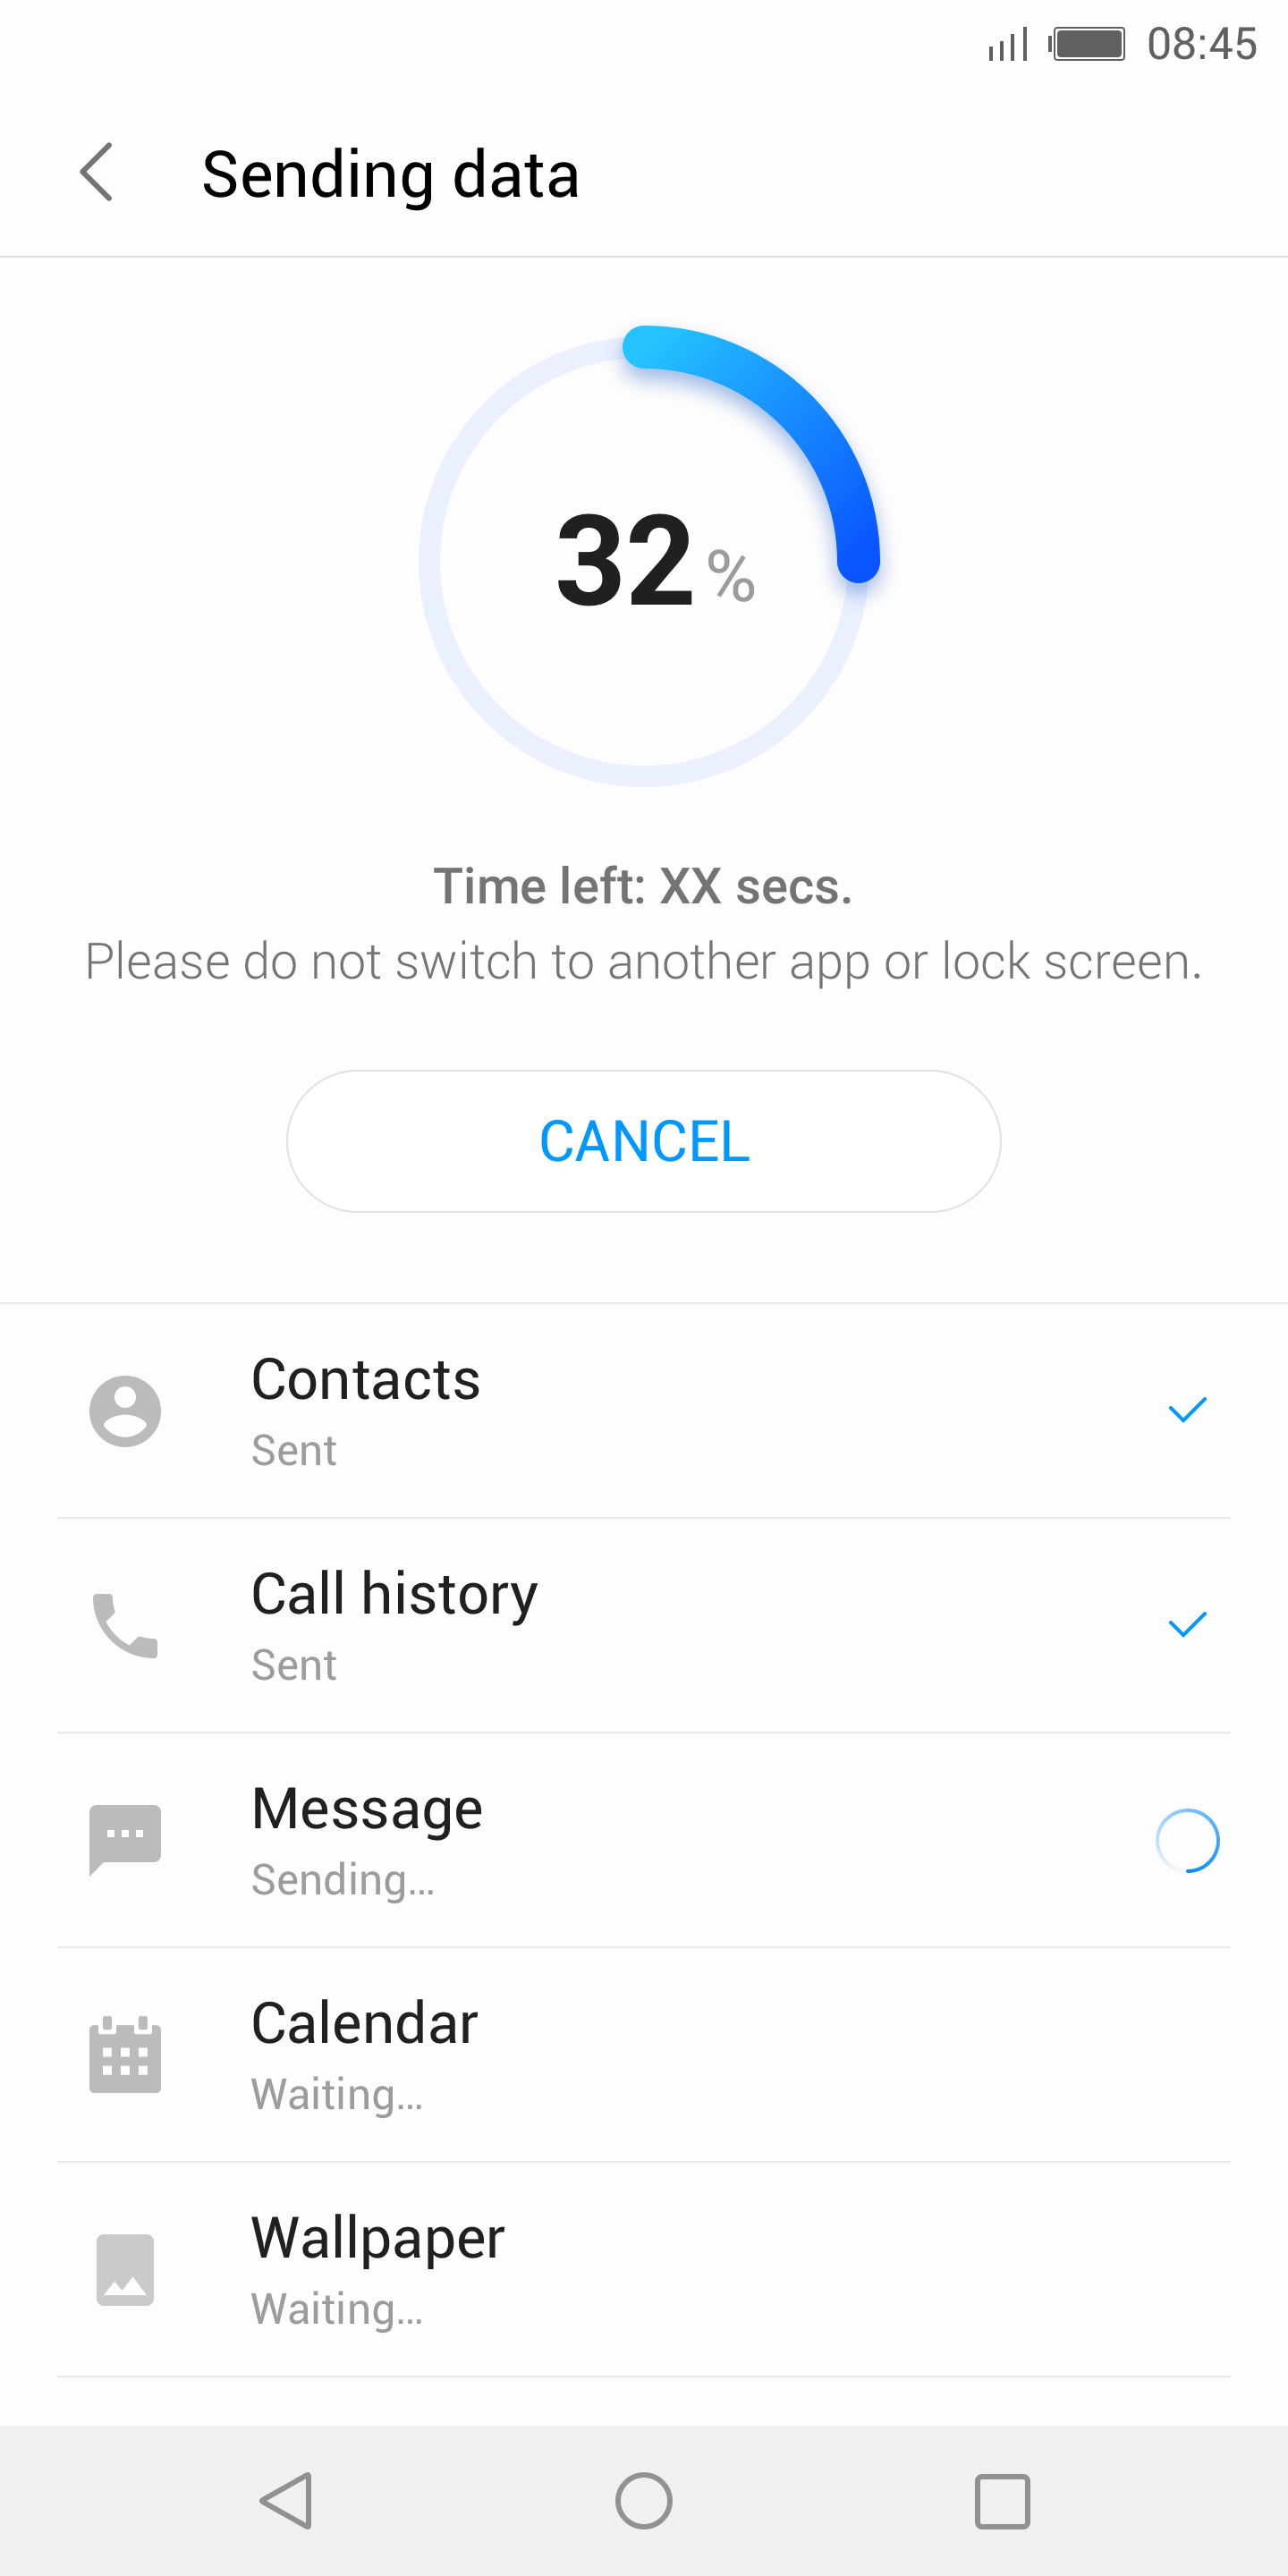 08:45
Sending data
32 %
Time left: XX secs.
Please do not switch to another app or lock screen.
CANCEL
Contacts
Sent
Call history
Sent
Message
Sending...
Calendar
Waiting...
Wallpaper
Waiting...